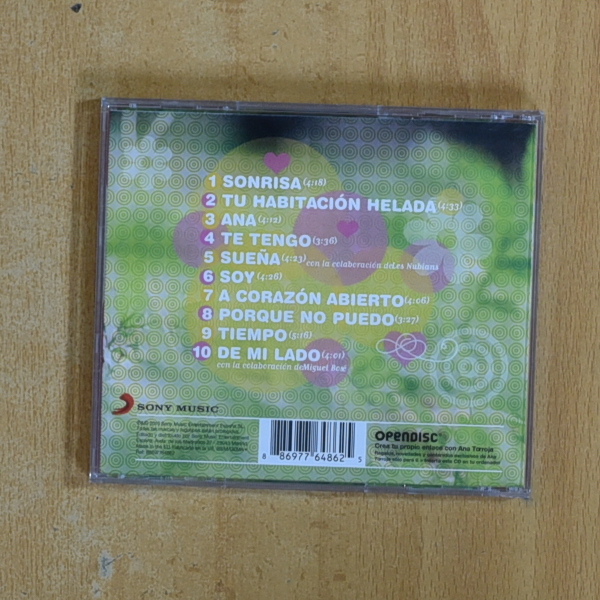 1 SONRISA (4:18)
2 TU HABITACIÓN HELADA (4:33)
3 ANA (4:12)
4 TE TENGO (3:36)
5 SUEÑA (4:23) con la colaboración de Les Nubians
6 SOY (4:26)
7 A CORAZÓN ABIERTO (4:06)
8 PORQUE NO PUEDO (3:27)
9 TIEMPO (5:16)
10 DE MI LADO (4:01)
con la colaboración de Miguel Bosé
SONY MUSIC
8 86977 64862 5
OPENDISC
Crea tu propio enlace con Ana Torroja